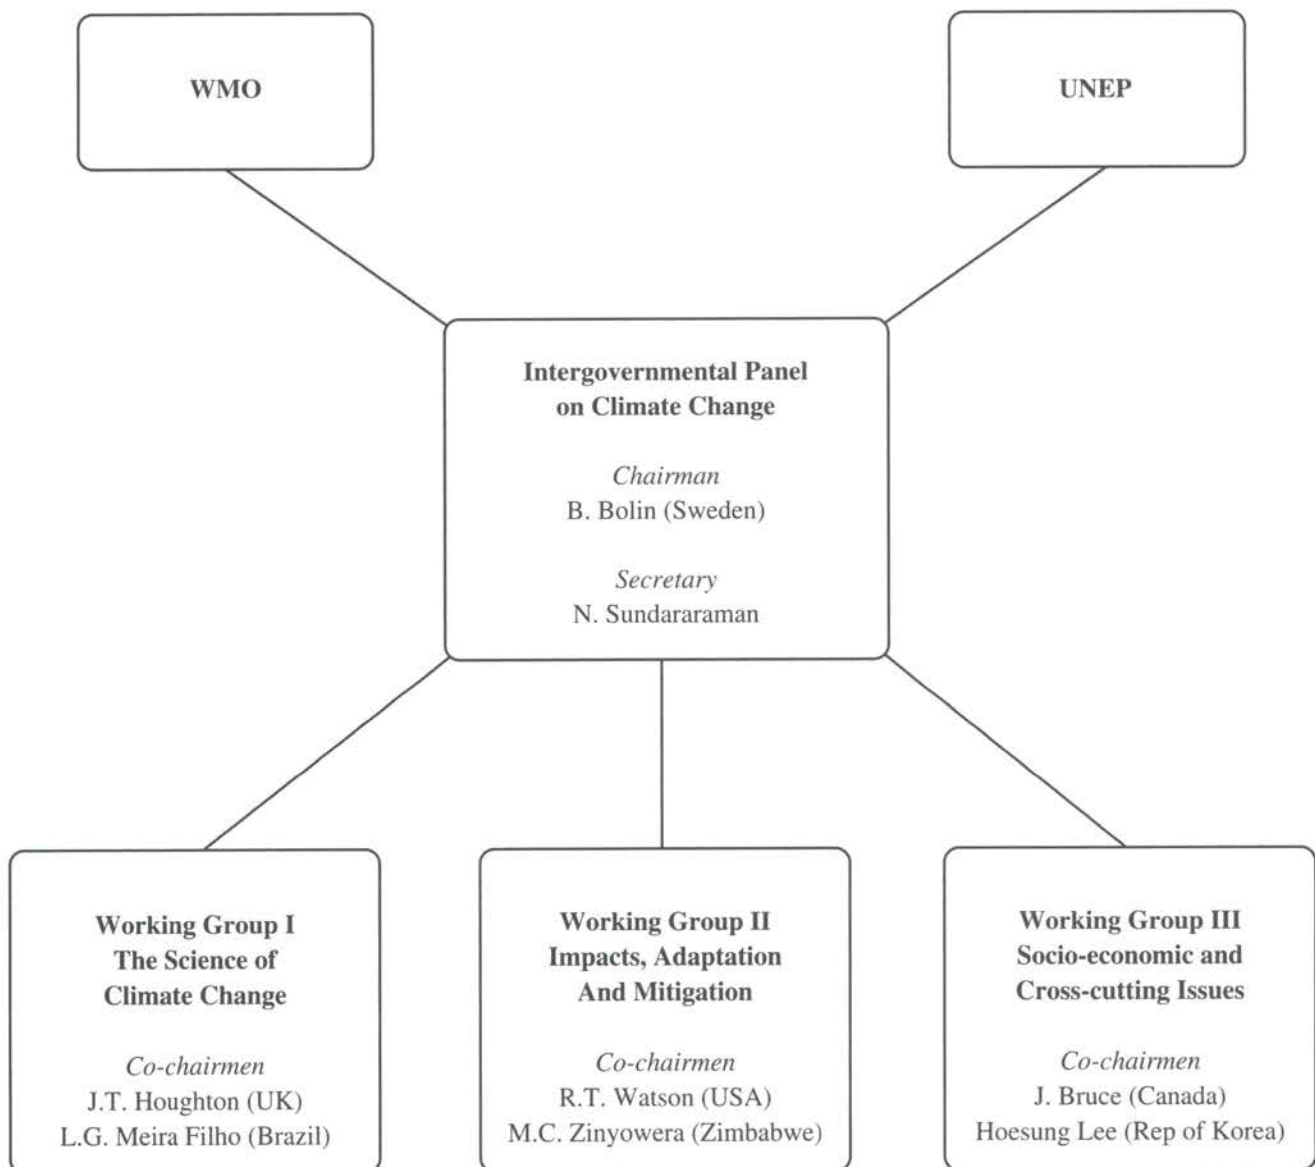 WMO
UNEP
Intergovernmental Panel
on Climate Change
Chairman
B. Bolin (Sweden)
Secretary
N. Sundararaman
Working Group I
The Science of
Climate Change
Co-chairmen
J.T. Houghton (UK)
L.G. Meira Filho (Brazil)
Working Group II
Impacts, Adaptation
And Mitigation
Co-chairmen
R.T. Watson (USA)
M.C. Zinyowera (Zimbabwe)
Working Group III
Socio-economic and
Cross-cutting Issues
Co-chairmen
J. Bruce (Canada)
Hoesung Lee (Rep of Korea)